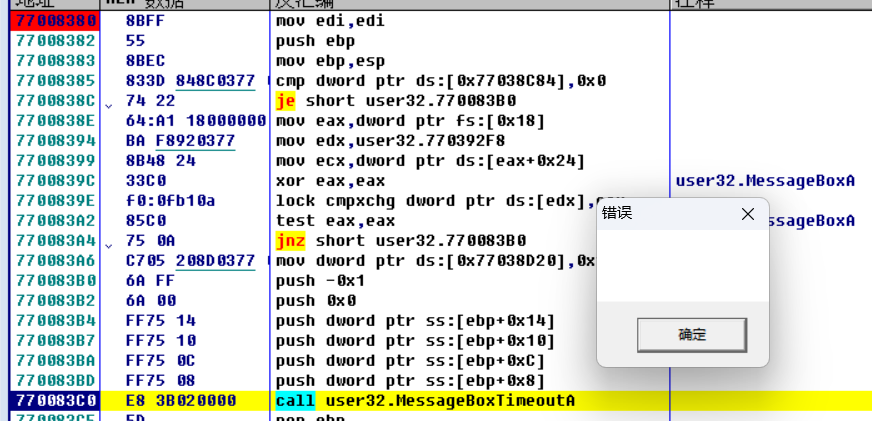 地址 HEX 数据 反汇编 注释
77008380 8BFF mov edi,edi
77008382 55 push ebp
77008383 8BEC mov ebp,esp
77008385 833D 848C0377 cmp dword ptr ds:[0x77038C84],0x0
7700838C 74 22 je short user32.770083B0
7700838E 64:A1 18000000 mov eax,dword ptr fs:[0x18]
77008394 BA F8920377 mov edx,user32.770392F8
77008399 8B48 24 mov ecx,dword ptr ds:[eax+0x24]
7700839C 33C0 xor eax,eax user32.MessageBoxA
7700839E f0:0fb10a lock cmpxchg dword ptr ds:[edx],
770083A2 85C0 test eax,eax ssageBoxA
770083A4 75 0A jnz short user32.770083B0
770083A6 C705 208D0377 mov dword ptr ds:[0x77038D20],0x
770083B0 6A FF push -0x1
770083B2 6A 00 push 0x0
770083B4 FF75 14 push dword ptr ss:[ebp+0x14]
770083B7 FF75 10 push dword ptr ss:[ebp+0x10]
770083BA FF75 0C push dword ptr ss:[ebp+0xC]
770083BD FF75 08 push dword ptr ss:[ebp+0x8]
770083C0 E8 3B020000 call user32.MessageBoxTimeoutA
770083C5 5D pop ebp
错误
确定